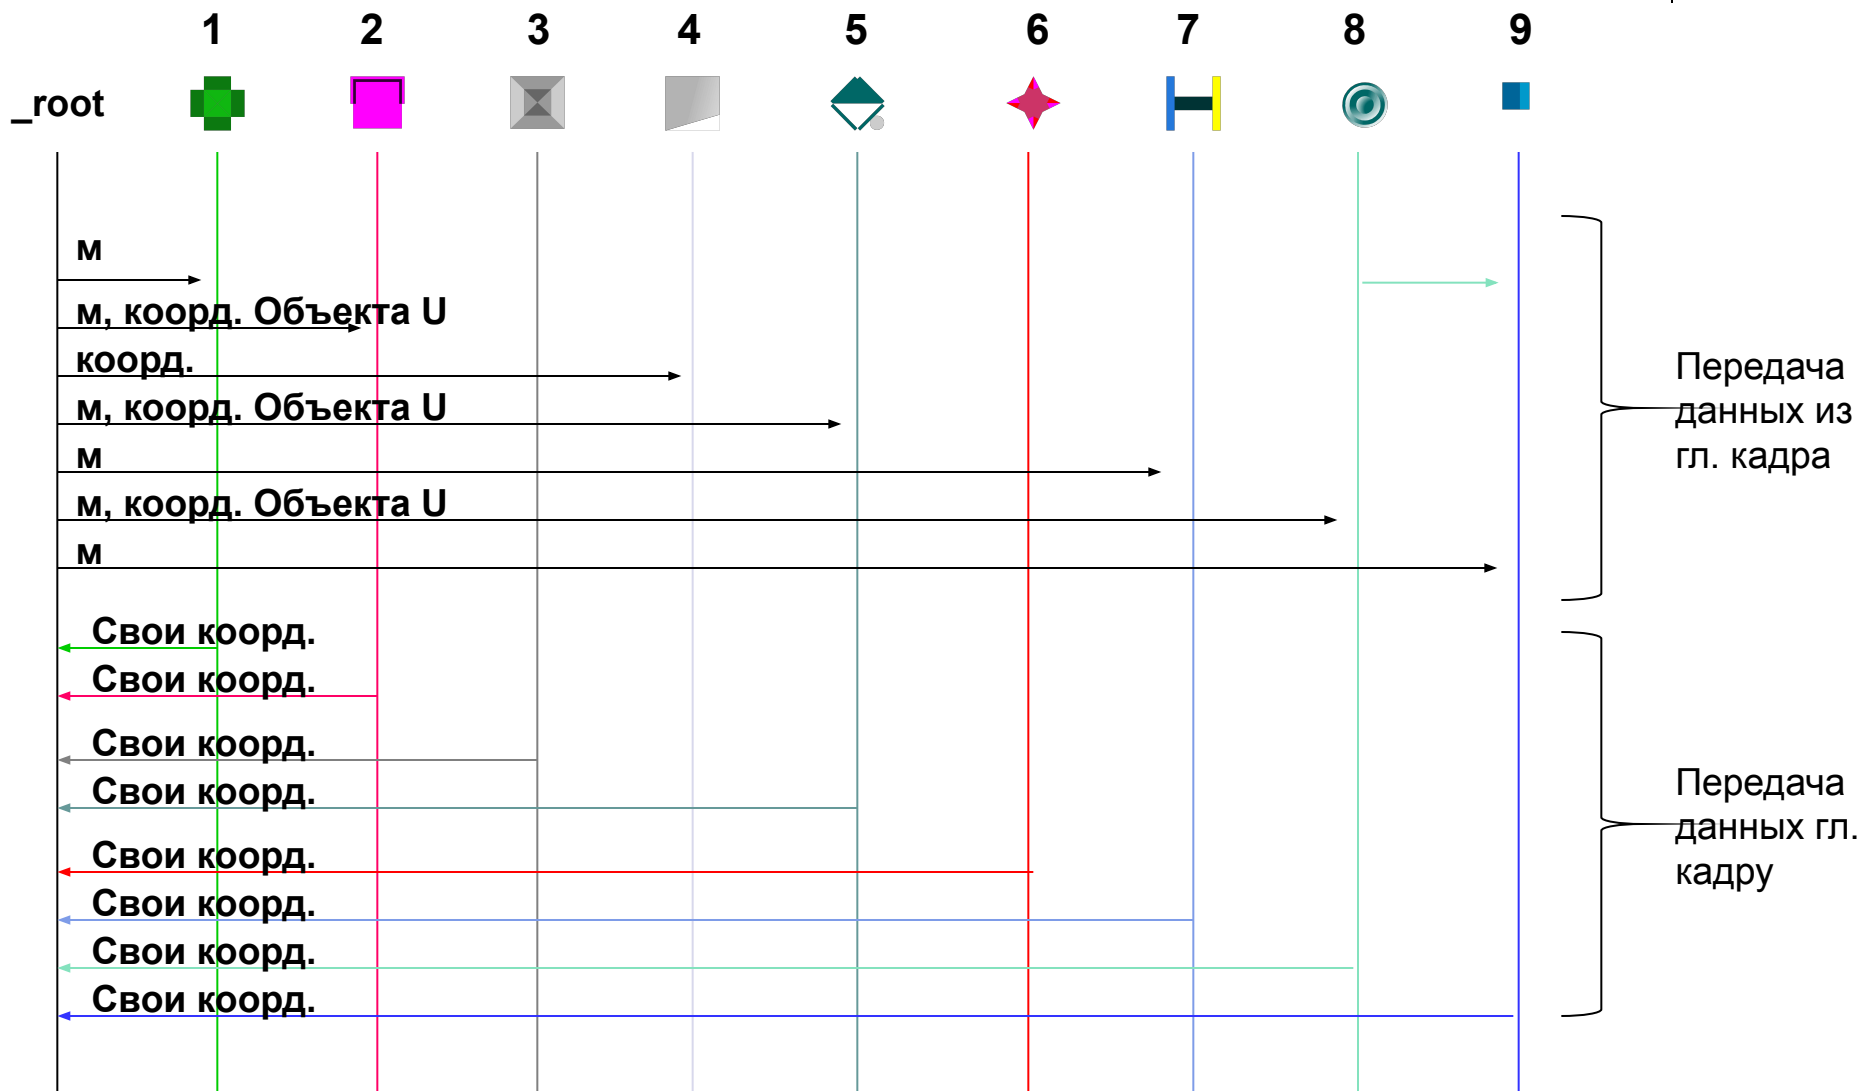 1 2 3 4 5 6 7 8 9
_root
м
м, коорд. Объекта U
коорд.
м, коорд. Объекта U
м
м, коорд. Объекта U
м
Передача
данных из
гл. кадра
Свои коорд.
Свои коорд.
Свои коорд.
Свои коорд.
Свои коорд.
Свои коорд.
Свои коорд.
Свои коорд.
Передача
данных гл.
кадру